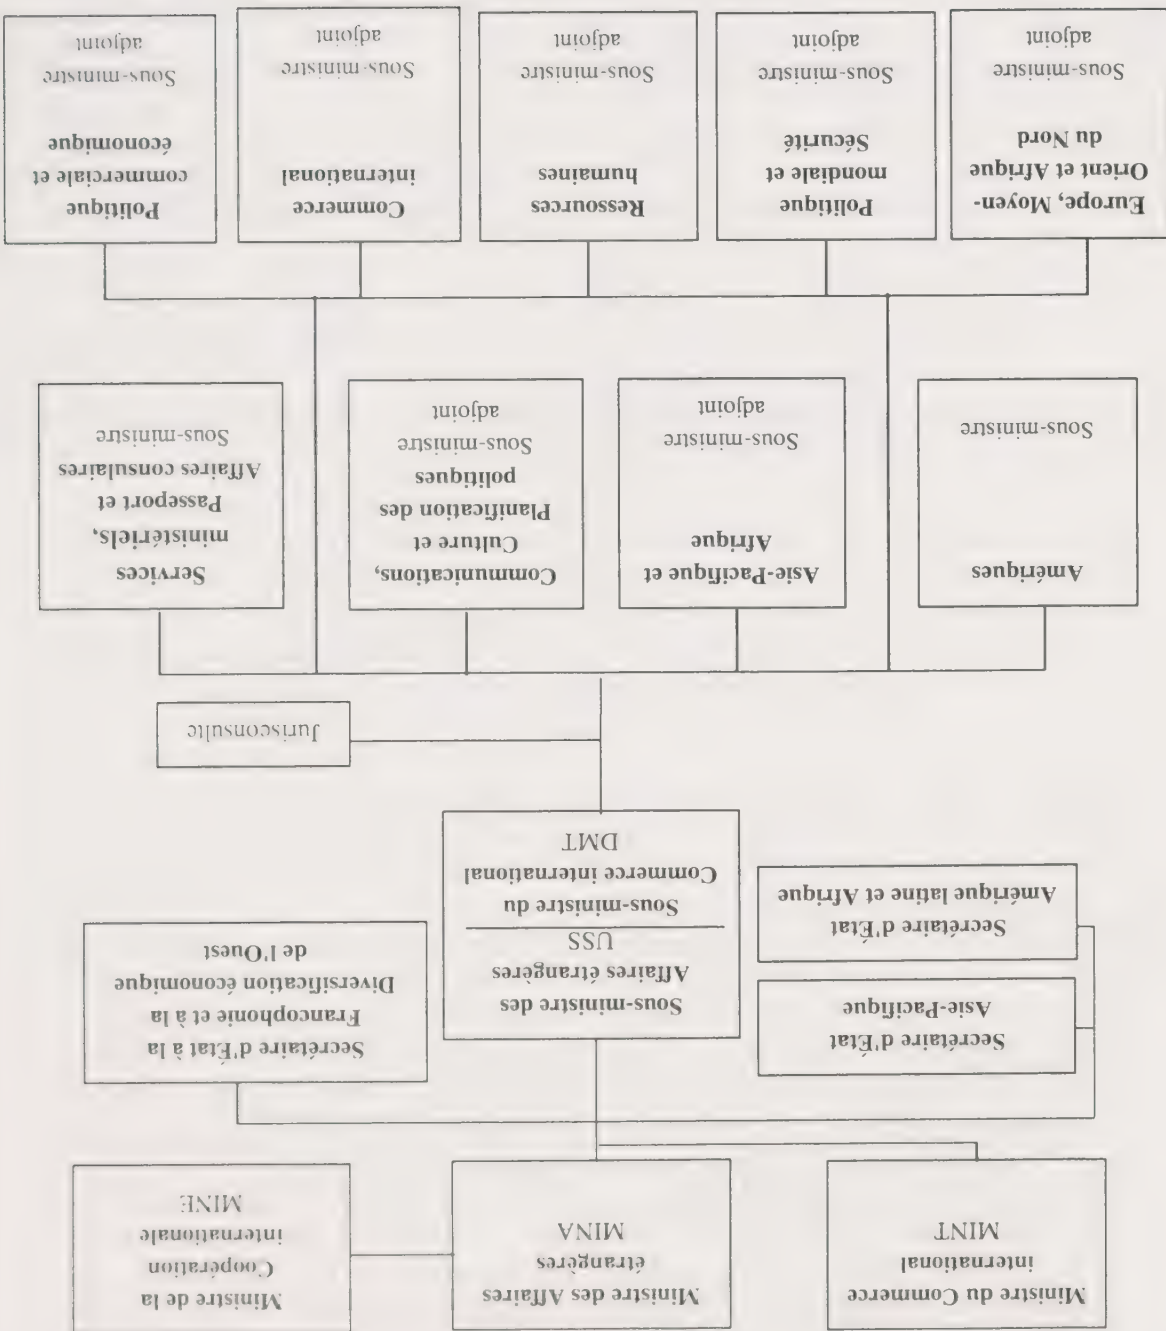 Ministre du Commerce
international
MINT
Ministre des Affaires
étrangères
MINA
Ministre de la
Coopération
internationale
MINE
Secrétaire d'État
Asie-Pacifique
Secrétaire d'État
Amérique latine et Afrique
Sous-ministre des
Affaires étrangères
USS
Sous-ministre du
Commerce international
DMT
Secrétaire d'État à la
Francophonie et à la
Diversification économique
de l'Ouest
Jurisconsulte
Amériques
Sous-ministre
Asie-Pacifique et
Afrique
Sous-ministre
adjoint
Communications,
Culture et
Planification des
politiques
Sous-ministre
adjoint
Services
ministériels,
Passeport et
Affaires consulaires
Sous-ministre
Europe, Moyen-
Orient et Afrique
du Nord
Sous-ministre
adjoint
Politique
mondiale et
Sécurité
Sous-ministre
adjoint
Ressources
humaines
Sous-ministre
adjoint
Commerce
international
Sous-ministre
adjoint
Politique
commerciale et
économique
Sous-ministre
adjoint